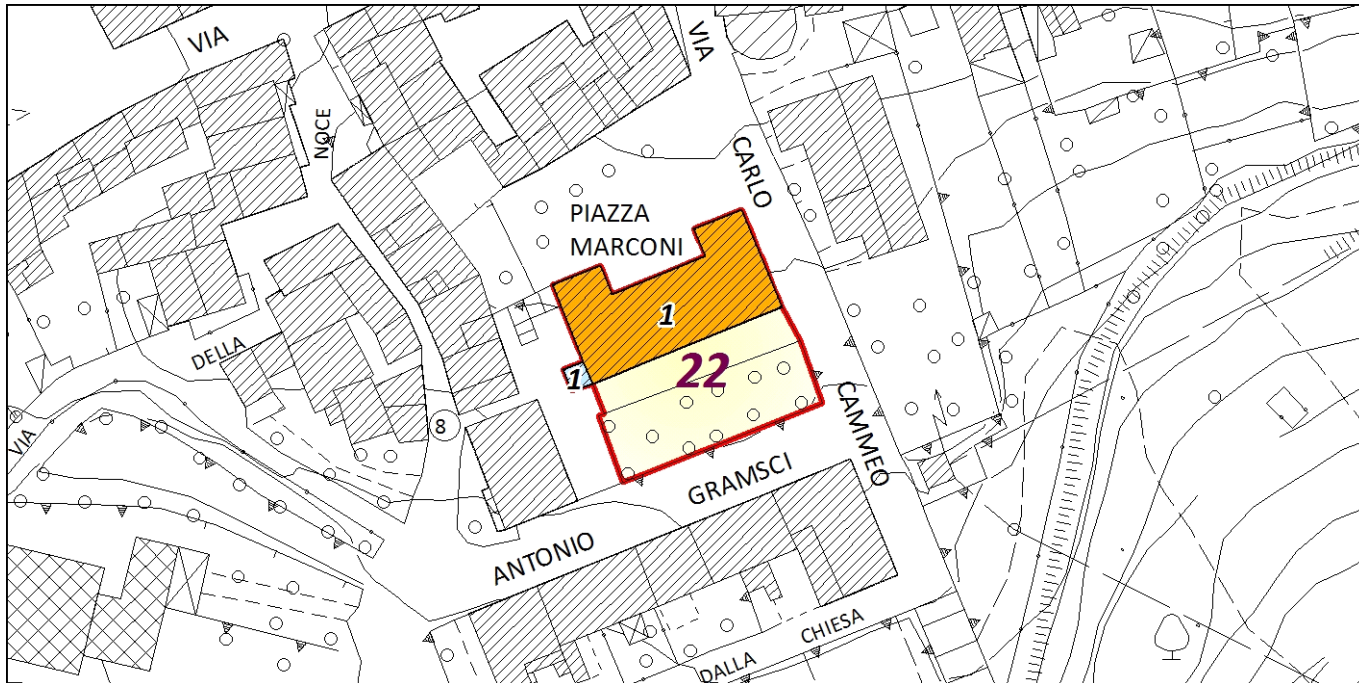 VIA
VIA
NOCE
CARLO
PIAZZA
MARCONI
1
DELLA
22
1
CAMMEO
VIA
8
GRAMSCI
ANTONIO
CHIESA
DALLA